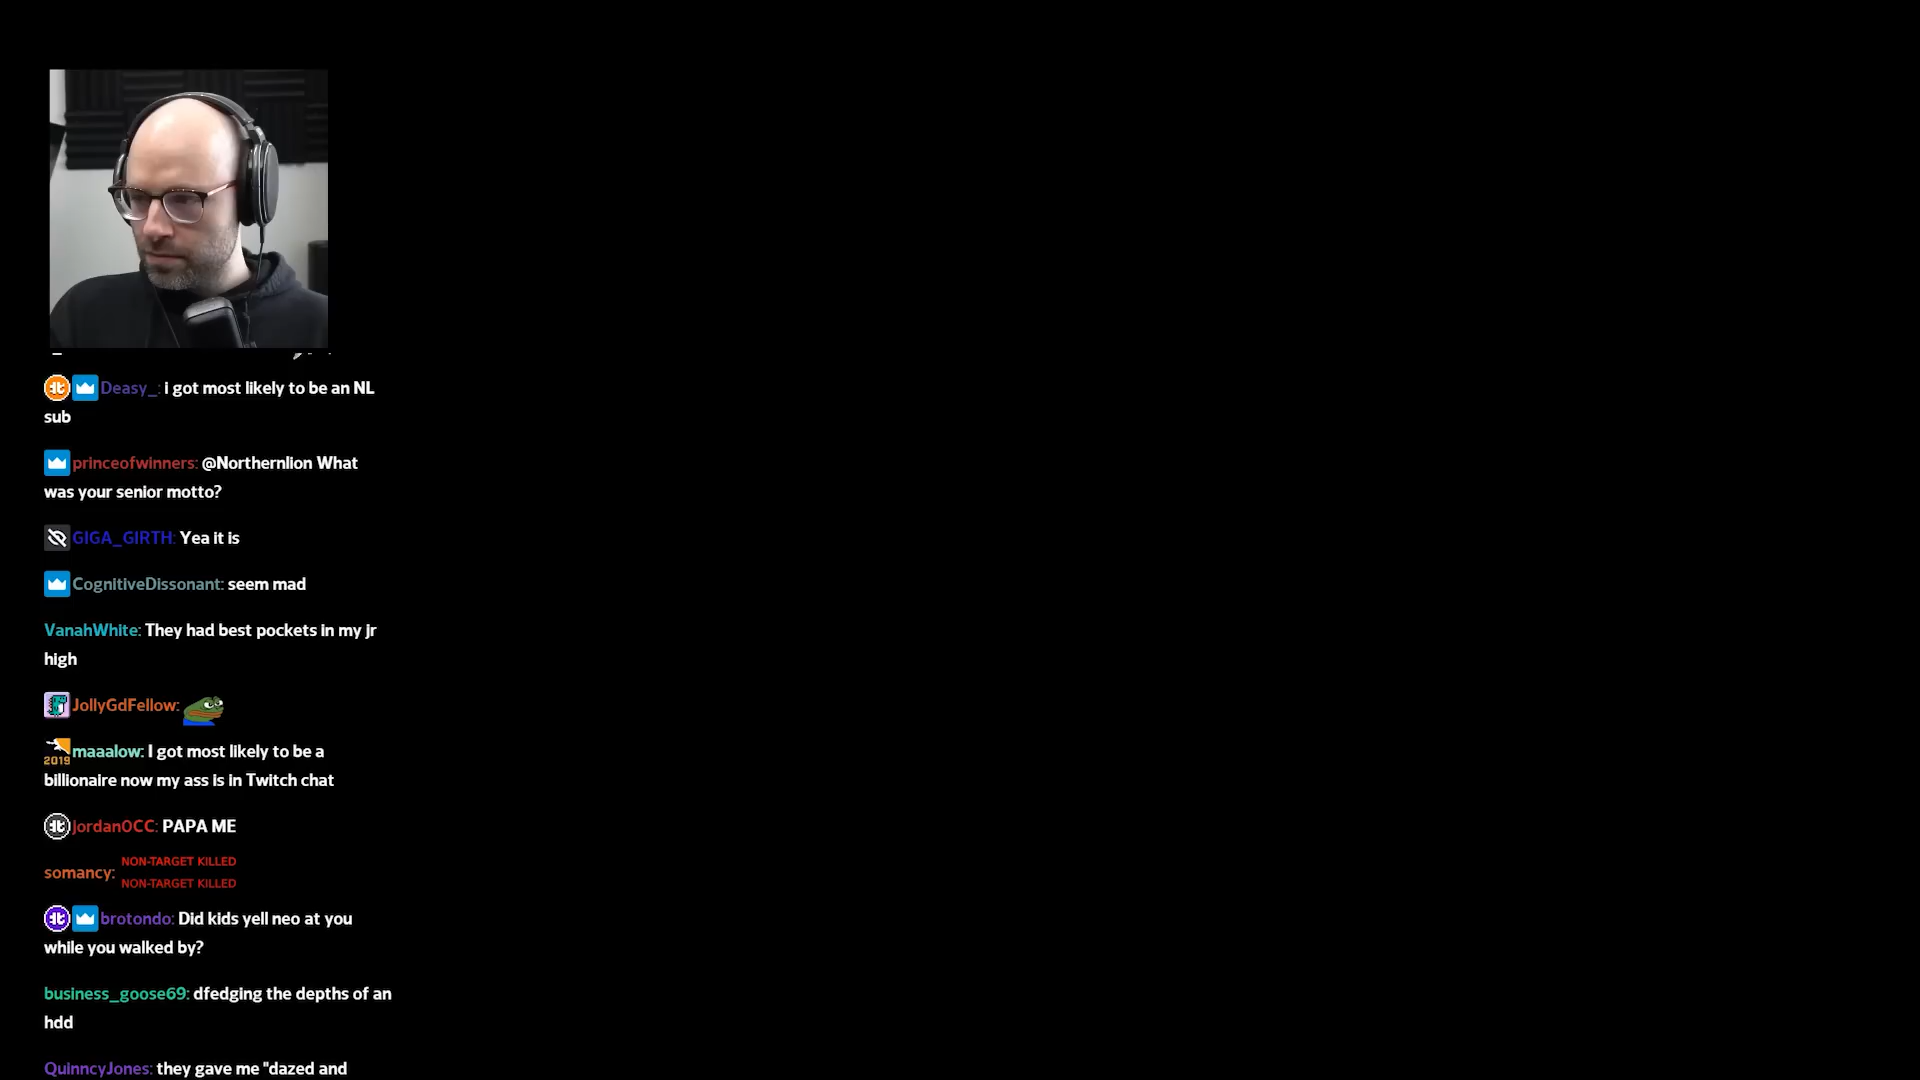 Deasy_: i got most likely to be an NL
sub
princeofwinners: @Northernlion What
was your senior motto?
GIGA_GIRTH: Yea it is
CognitiveDissonant: seem mad
VanahWhite: They had best pockets in my jr
high
JollyGdFellow:
2019 maaalow: I got most likely to be a
billionaire now my ass is in Twitch chat
JordanOCC: PAPA ME
somancy: NON-TARGET KILLED
NON-TARGET KILLED
brotondo: Did kids yell neo at you
while you walked by?
business_goose69: dfedging the depths of an
hdd
QuinncyJones: they gave me "dazed and